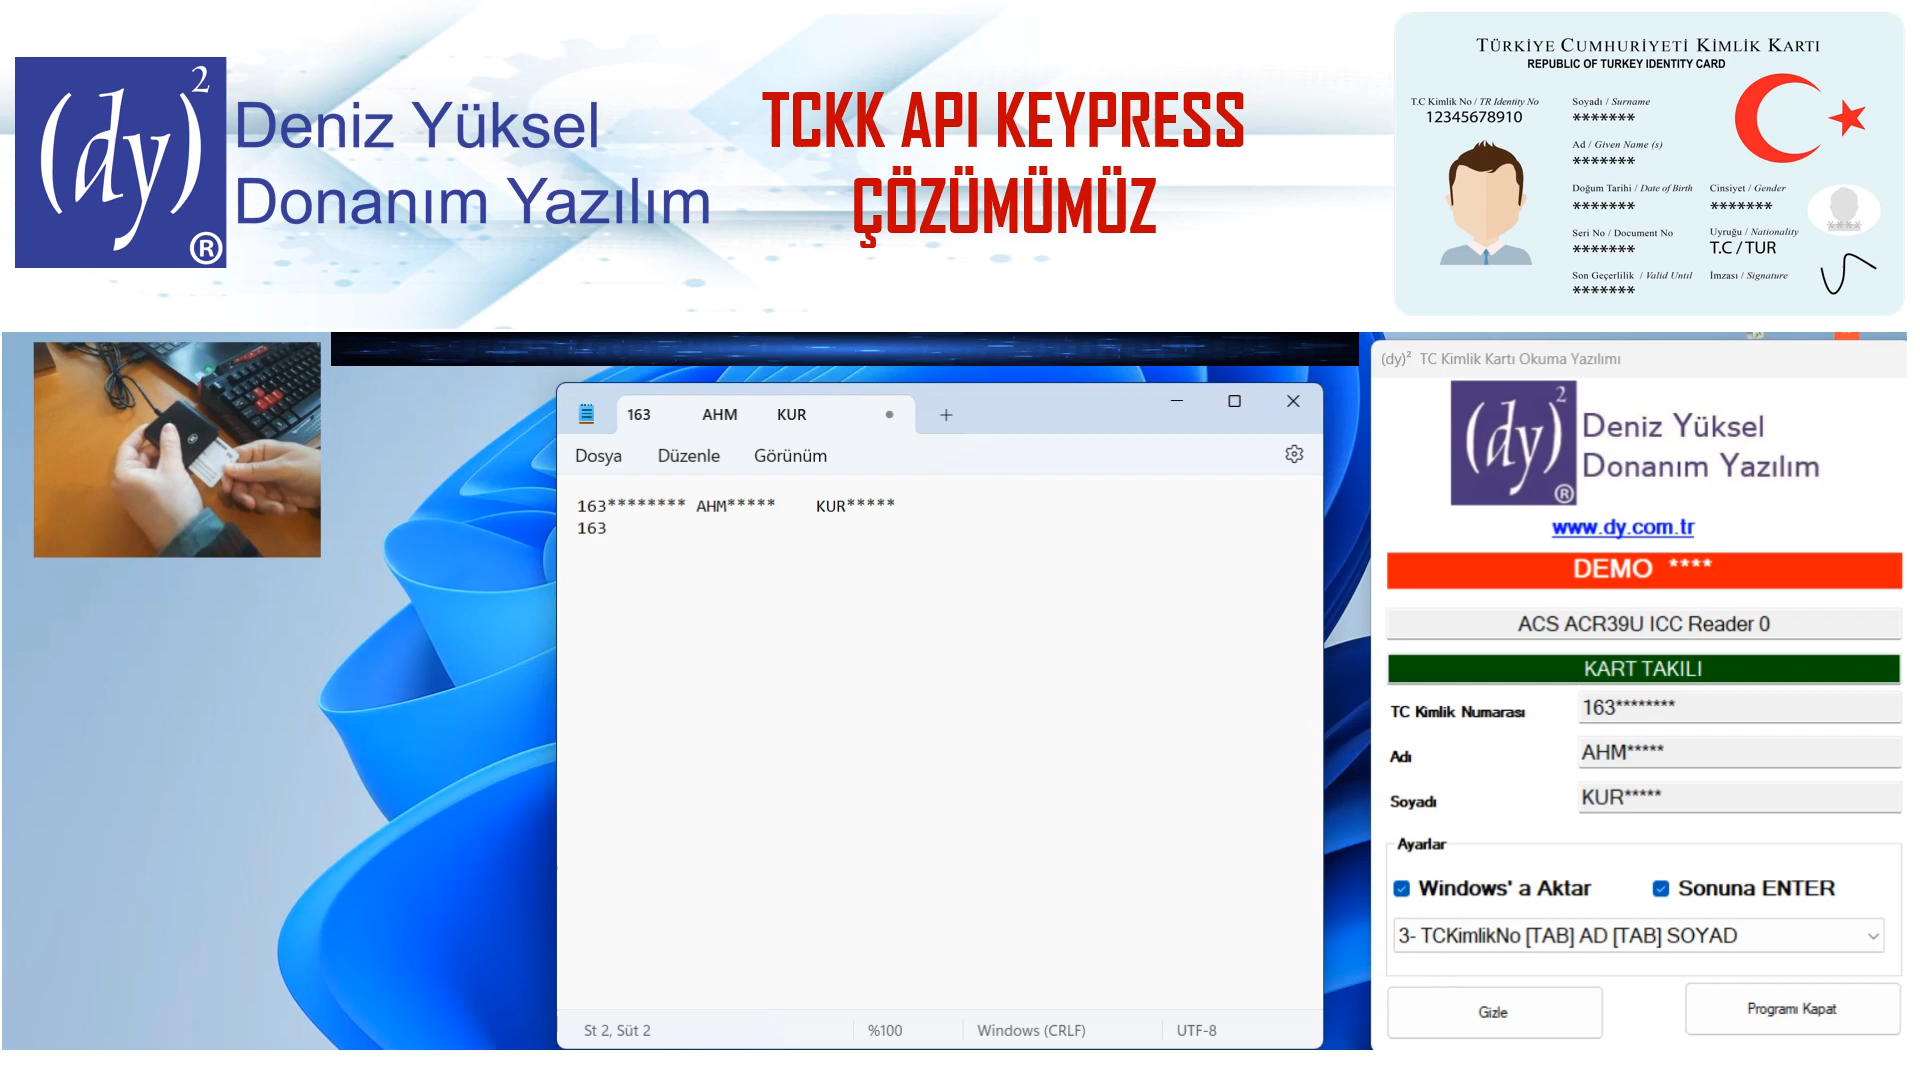 (dy)² ®
Deniz Yüksel
Donanım Yazılım
TCKK API KEYPRESS
ÇÖZÜMÜMÜZ
TÜRKİYE CUMHURİYETİ KİMLİK KARTI
REPUBLIC OF TURKEY IDENTITY CARD
T.C Kimlik No / TR Identity No
12345678910
Soyadı / Surname
*******
Ad / Given Name (s)
*******
Doğum Tarihi / Date of Birth
*******
Cinsiyet / Gender
*******
Seri No / Document No
*******
Uyruğu / Nationality
T.C / TUR
Son Geçerlilik / Valid Until
*******
İmzası / Signature
****
163 AHM KUR
Dosya Düzenle Görünüm
163******** AHM***** KUR*****
163
St 2, Süt 2 %100 Windows (CRLF) UTF-8
(dy)² TC Kimlik Kartı Okuma Yazılımı
(dy)² ®
Deniz Yüksel
Donanım Yazılım
www.dy.com.tr
DEMO ****
ACS ACR39U ICC Reader 0
KART TAKILI
TC Kimlik Numarası 163********
Adı AHM*****
Soyadı KUR*****
Ayarlar
Windows' a Aktar Sonuna ENTER
3- TCKimlikNo [TAB] AD [TAB] SOYAD
Gizle Programı Kapat